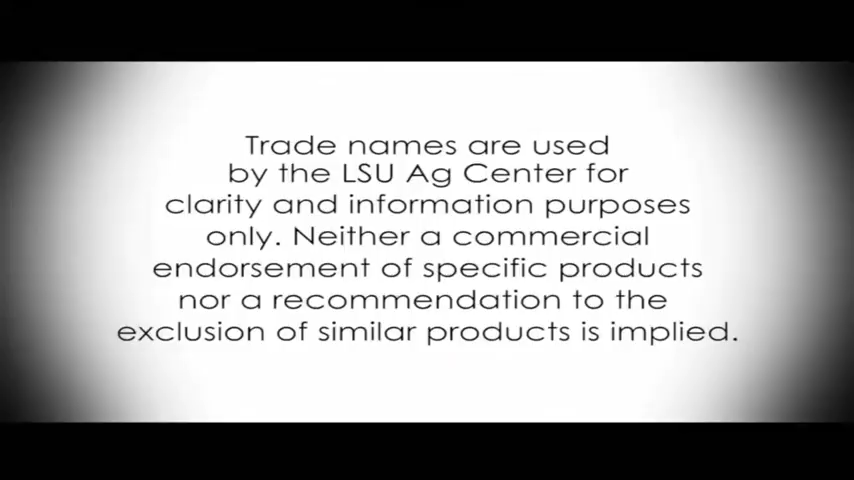 Trade names are used
by the LSU Ag Center for
clarity and information purposes
only. Neither a commercial
endorsement of specific products
nor a recommendation to the
exclusion of similar products is implied.